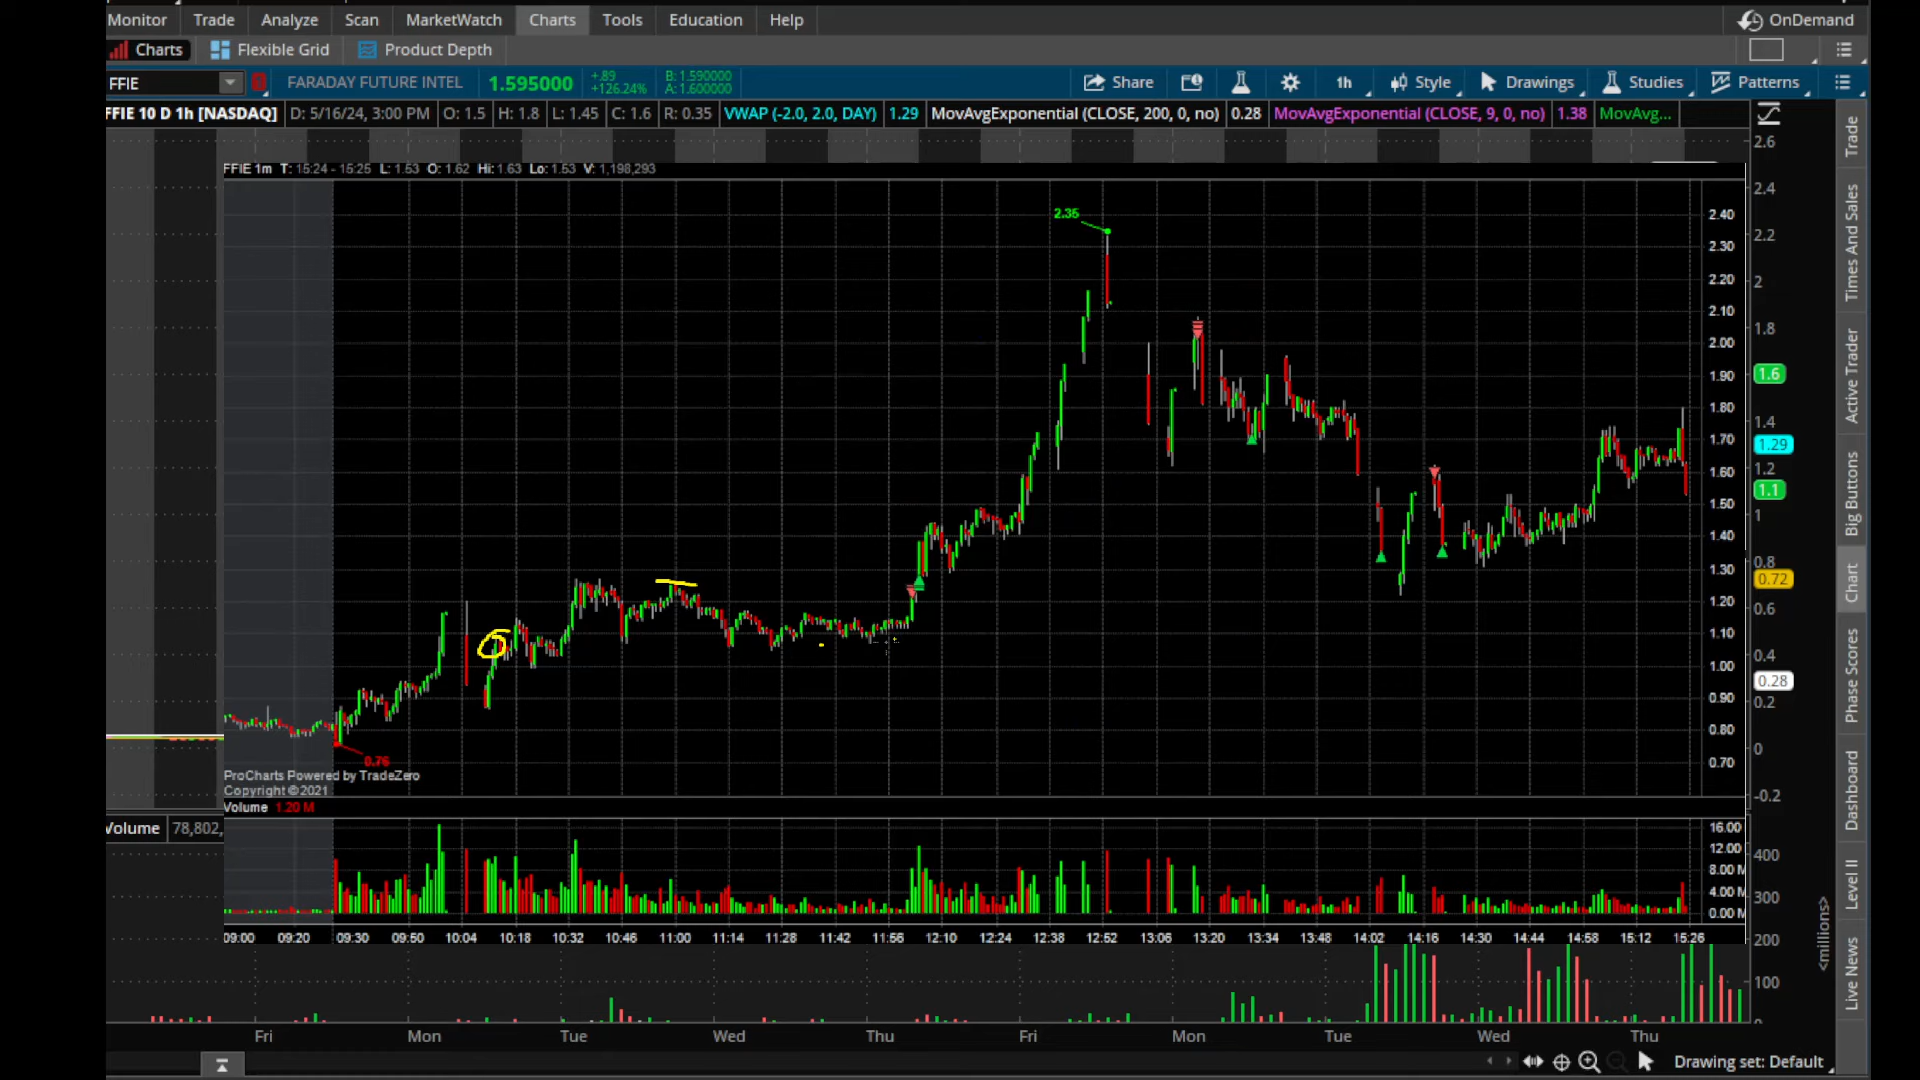 Monitor Trade Analyze Scan MarketWatch Charts Tools Education Help OnDemand
Charts Flexible Grid Product Depth
FFIE FARADAY FUTURE INTEL 1.595000 +.89 +126.24% B: 1.590000 A: 1.600000 Share 1h Style Drawings Studies Patterns
FFIE 10 D 1h [NASDAQ] D: 5/16/24, 3:00 PM O: 1.5 H: 1.8 L: 1.45 C: 1.6 R: 0.35 VWAP (-2.0, 2.0, DAY) 1.29 MovAvgExponential (CLOSE, 200, 0, no) 0.28 MovAvgExponential (CLOSE, 9, 0, no) 1.38 MovAvg...
FFIE 1m T: 15:24 - 15:25 L: 1.53 O: 1.62 Hi: 1.63 Lo: 1.53 V: 1,198,293
2.35
0.76
2.40
2.30
2.20
2.10
2.00
1.90
1.80
1.70
1.60
1.50
1.40
1.30
1.20
1.10
1.00
0.90
0.80
0.70
2.6
2.4
2.2
2
1.8
1.6
1.4
1.29
1.2
1.1
1
0.8
0.72
0.6
0.4
0.28
0.2
0
-0.2
ProCharts Powered by TradeZero
Copyright ©2021
Volume 1.20 M
Volume 78,802,
16.00
12.00
8.00 M
4.00 M
0.00 M
400
300
200
100
<millions>
09:00 09:20 09:30 09:50 10:04 10:18 10:32 10:46 11:00 11:14 11:28 11:42 11:56 12:10 12:24 12:38 12:52 13:06 13:20 13:34 13:48 14:02 14:16 14:30 14:44 14:58 15:12 15:26
Fri Mon Tue Wed Thu Fri Mon Tue Wed Thu
Drawing set: Default
Trade
Times And Sales
Active Trader
Big Buttons
Chart
Phase Scores
Dashboard
Level II
Live News